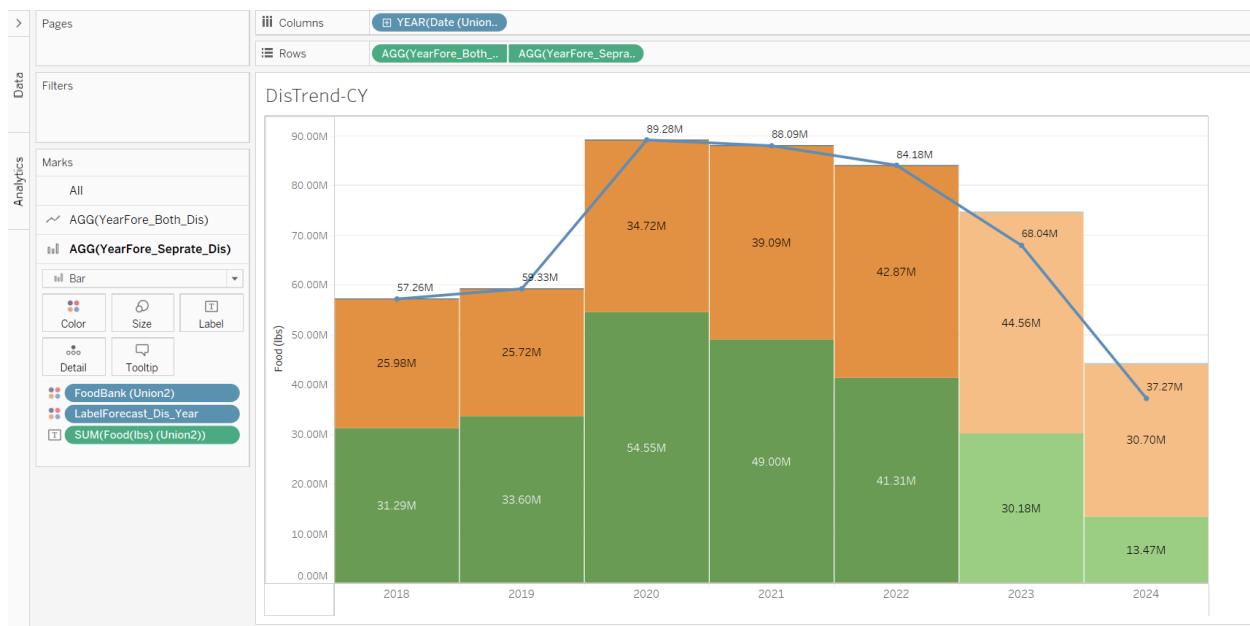 Pages
Columns
YEAR(Date (Union..
Rows
AGG(YearFore_Both_..
AGG(YearFore_Sepra..
Data
Analytics
Filters
Marks
All
AGG(YearFore_Both_Dis)
AGG(YearFore_Seprate_Dis)
Bar
Color
Size
Label
Detail
Tooltip
FoodBank (Union2)
LabelForecast_Dis_Year
SUM(Food(lbs) (Union2))
DisTrend-CY
Food (lbs)
90.00M
80.00M
70.00M
60.00M
50.00M
40.00M
30.00M
20.00M
10.00M
0.00M
57.26M
59.33M
89.28M
88.09M
84.18M
68.04M
37.27M
25.98M
25.72M
34.72M
39.09M
42.87M
44.56M
30.70M
31.29M
33.60M
54.55M
49.00M
41.31M
30.18M
13.47M
2018
2019
2020
2021
2022
2023
2024